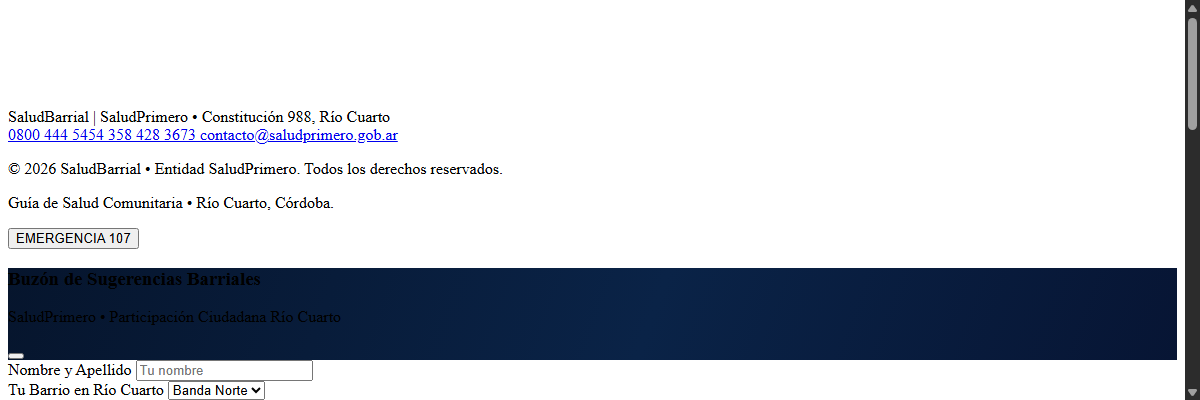 SaludBarrial | SaludPrimero • Constitución 988, Río Cuarto
0800 444 5454 358 428 3673 contacto@saludprimero.gob.ar
© 2026 SaludBarrial • Entidad SaludPrimero. Todos los derechos reservados.
Guía de Salud Comunitaria • Río Cuarto, Córdoba.
EMERGENCIA 107
Buzón de Sugerencias Barriales
SaludPrimero • Participación Ciudadana Río Cuarto
Nombre y Apellido Tu nombre
Tu Barrio en Río Cuarto Banda Norte